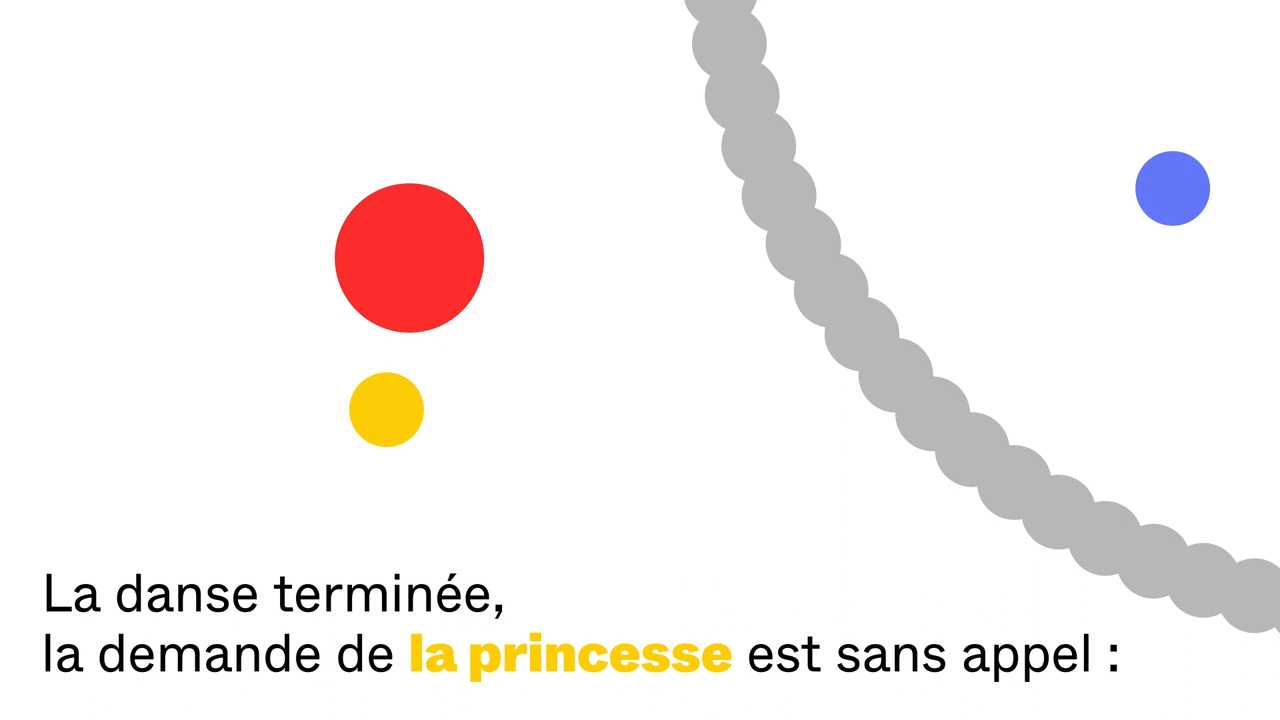 La danse terminée,
la demande de la princesse est sans appel :